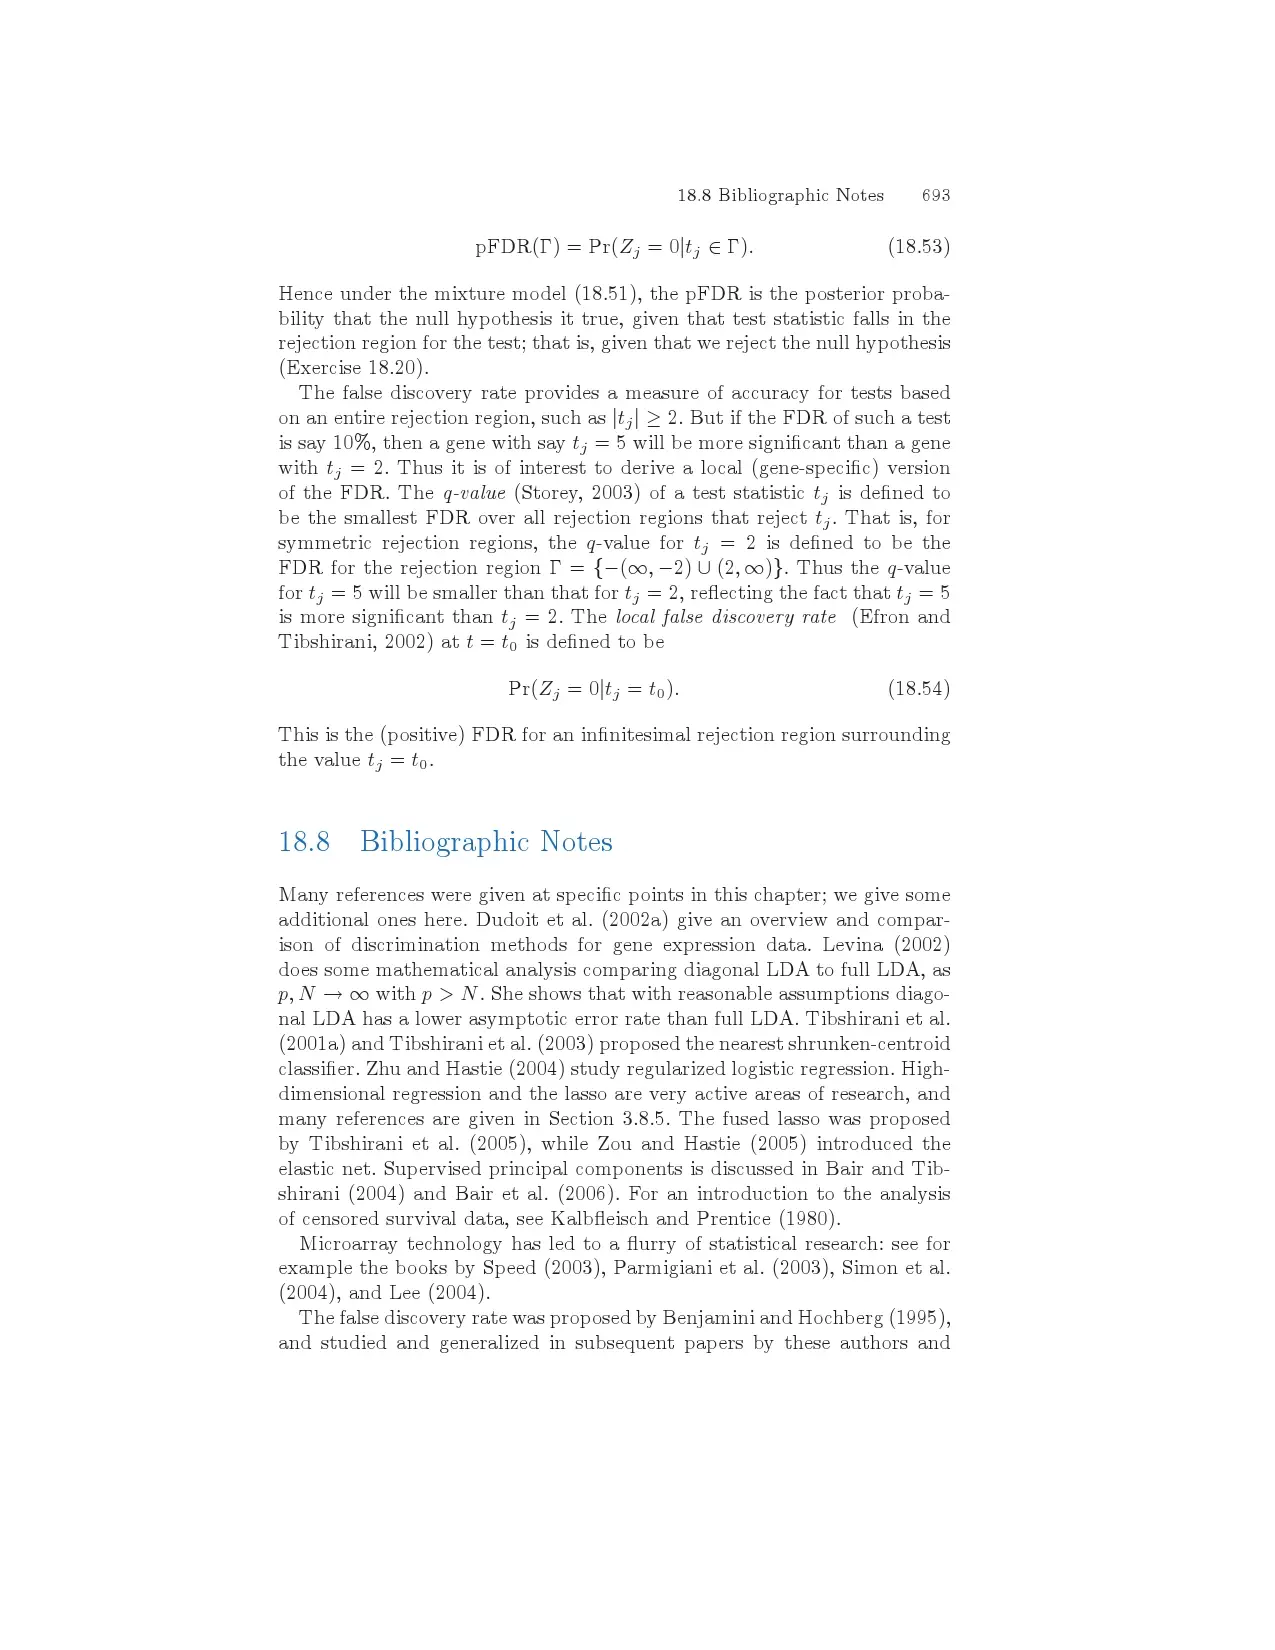 18.8 Bibliographic Notes 693
pFDR(Γ) = Pr(Z_j = 0|t_j ∈ Γ). (18.53)
Hence under the mixture model (18.51), the pFDR is the posterior proba-
bility that the null hypothesis it true, given that test statistic falls in the
rejection region for the test; that is, given that we reject the null hypothesis
(Exercise 18.20).
The false discovery rate provides a measure of accuracy for tests based
on an entire rejection region, such as |t_j| ≥ 2. But if the FDR of such a test
is say 10%, then a gene with say t_j = 5 will be more significant than a gene
with t_j = 2. Thus it is of interest to derive a local (gene-specific) version
of the FDR. The q-value (Storey, 2003) of a test statistic t_j is defined to
be the smallest FDR over all rejection regions that reject t_j. That is, for
symmetric rejection regions, the q-value for t_j = 2 is defined to be the
FDR for the rejection region Γ = {−(∞, −2) ∪ (2, ∞)}. Thus the q-value
for t_j = 5 will be smaller than that for t_j = 2, reflecting the fact that t_j = 5
is more significant than t_j = 2. The local false discovery rate (Efron and
Tibshirani, 2002) at t = t_0 is defined to be
Pr(Z_j = 0|t_j = t_0). (18.54)
This is the (positive) FDR for an infinitesimal rejection region surrounding
the value t_j = t_0.
18.8 Bibliographic Notes
Many references were given at specific points in this chapter; we give some
additional ones here. Dudoit et al. (2002a) give an overview and compar-
ison of discrimination methods for gene expression data. Levina (2002)
does some mathematical analysis comparing diagonal LDA to full LDA, as
p, N → ∞ with p > N. She shows that with reasonable assumptions diago-
nal LDA has a lower asymptotic error rate than full LDA. Tibshirani et al.
(2001a) and Tibshirani et al. (2003) proposed the nearest shrunken-centroid
classifier. Zhu and Hastie (2004) study regularized logistic regression. High-
dimensional regression and the lasso are very active areas of research, and
many references are given in Section 3.8.5. The fused lasso was proposed
by Tibshirani et al. (2005), while Zou and Hastie (2005) introduced the
elastic net. Supervised principal components is discussed in Bair and Tib-
shirani (2004) and Bair et al. (2006). For an introduction to the analysis
of censored survival data, see Kalbfleisch and Prentice (1980).
Microarray technology has led to a flurry of statistical research: see for
example the books by Speed (2003), Parmigiani et al. (2003), Simon et al.
(2004), and Lee (2004).
The false discovery rate was proposed by Benjamini and Hochberg (1995),
and studied and generalized in subsequent papers by these authors and